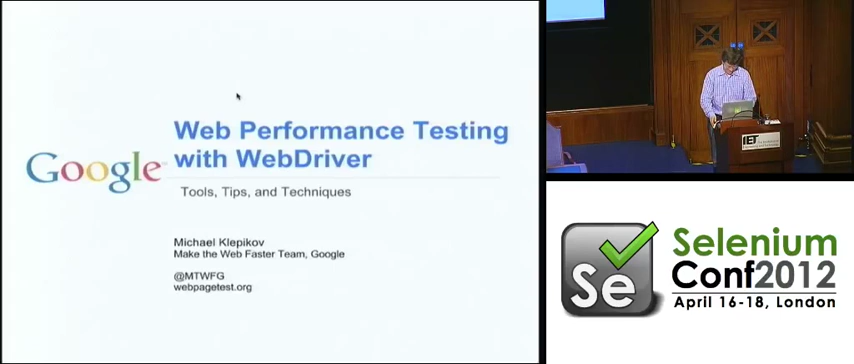 Google
Web Performance Testing
with WebDriver
Tools, Tips, and Techniques
Michael Klepikov
Make the Web Faster Team, Google
@MTWFG
webpagetest.org
IET
Se
Selenium
Conf2012
April 16-18, London